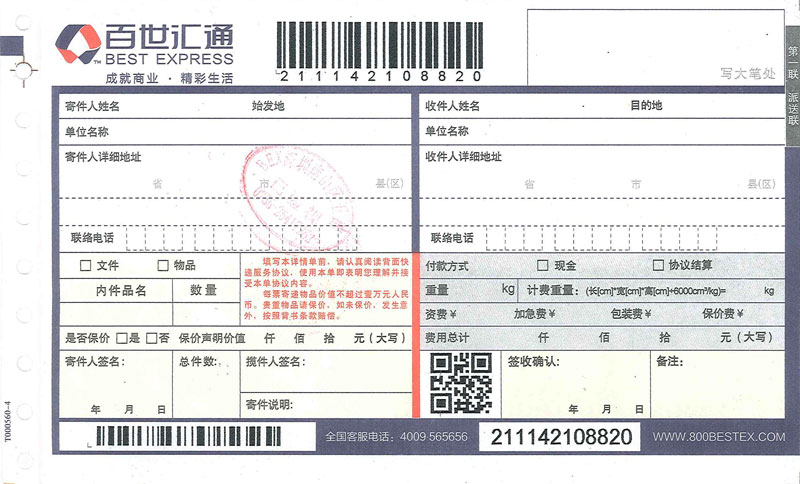 百世汇通
BEST EXPRESS
TM
成就商业 · 精彩生活
211142108820
写大笔处
第一联 派送联
寄件人姓名 始发地
收件人姓名 目的地
单位名称
单位名称
寄件人详细地址
收件人详细地址
省 市 县(区)
省 市 县(区)
联络电话
联络电话
文件 物品
内件品名 数量
填写本详情单前，请认真阅读背面快
递服务协议，使用本单即表明您理解并接
受本单协议内容。
每票寄递物品价值不超过壹万元人民
币。贵重物品请保价，如未保价，发生意
外，按照背书条款赔偿。
付款方式 现金 协议结算
重量 kg 计费重量： (长[cm]*宽[cm]*高[cm]÷6000cm³/kg)= kg
资费￥ 加急费￥ 包装费￥ 保价费￥
是否保价 是 否 保价声明价值 仟 佰 拾 元（大写）
费用总计 仟 佰 拾 元（大写）
寄件人签名： 总件数： 揽件人签名：
年 月 日
寄件说明：
签收确认： 备注：
年 月 日
T000560-4
全国客服电话：4009 565656
211142108820
WWW.800BESTEX.COM